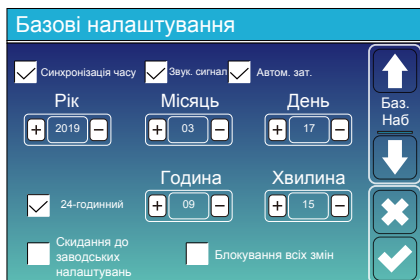 Базові налаштування
Синхронізація часу Звук. сигнал Автом. зат.
Рік Місяць День
+ 2019 − + 03 − + 17 −
Баз.
Наб
Година Хвилина
24-годинний + 09 − + 15 −
Скидання до
заводських
налаштувань
Блокування всіх змін